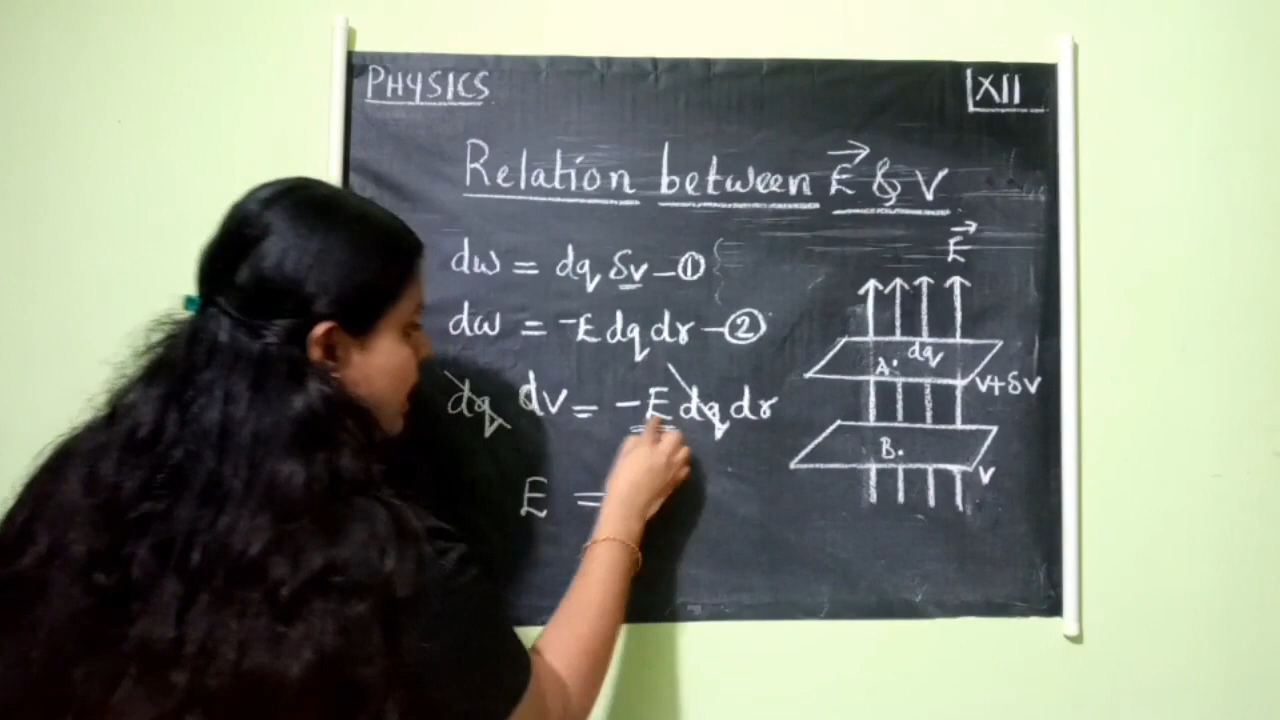 PHYSICS
XII
Relation between E⃗ & V
dw = dq δv – ①
dw = -E dq dr – ②
dq dv = -E dq dr
E =
E⃗
dq
A.
V+δV
B.
V